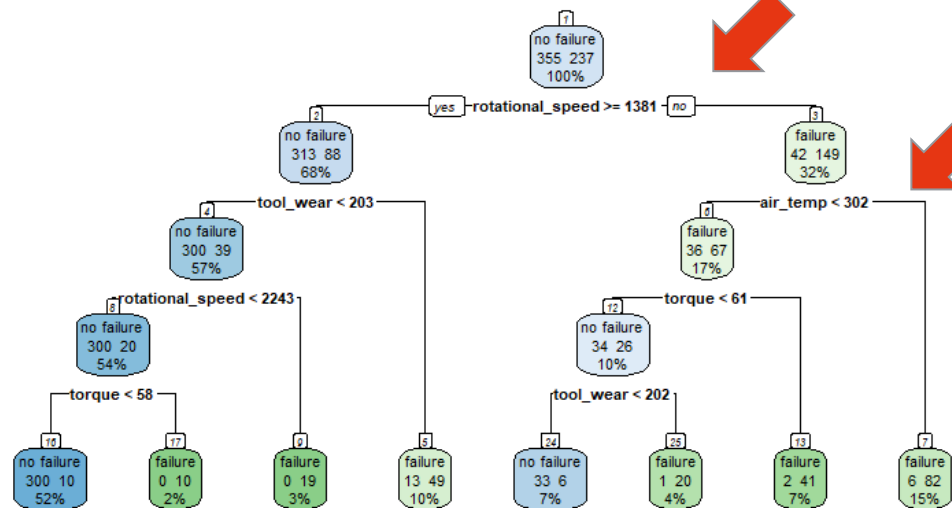 1
no failure
355 237
100%
yes rotational_speed >= 1381 no
2
no failure
313 88
68%
3
failure
42 149
32%
tool_wear < 203
air_temp < 302
4
no failure
300 39
57%
6
failure
36 67
17%
rotational_speed < 2243
torque < 61
8
no failure
300 20
54%
12
no failure
34 26
10%
torque < 58
tool_wear < 202
16
no failure
300 10
52%
17
failure
0 10
2%
9
failure
0 19
3%
5
failure
13 49
10%
24
no failure
33 6
7%
25
failure
1 20
4%
13
failure
2 41
7%
7
failure
6 82
15%